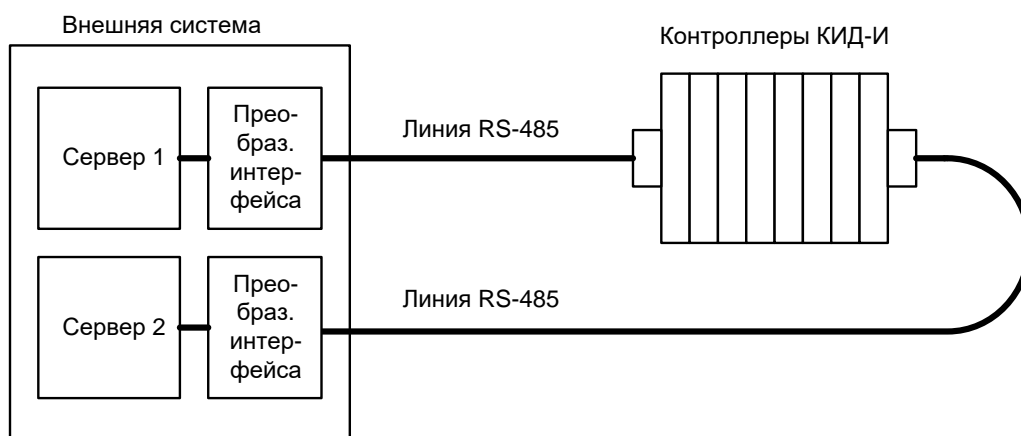 Внешняя система
Контроллеры КИД-И
Сервер 1
Прео-
браз.
интер-
фейса
Линия RS-485
Сервер 2
Прео-
браз.
интер-
фейса
Линия RS-485